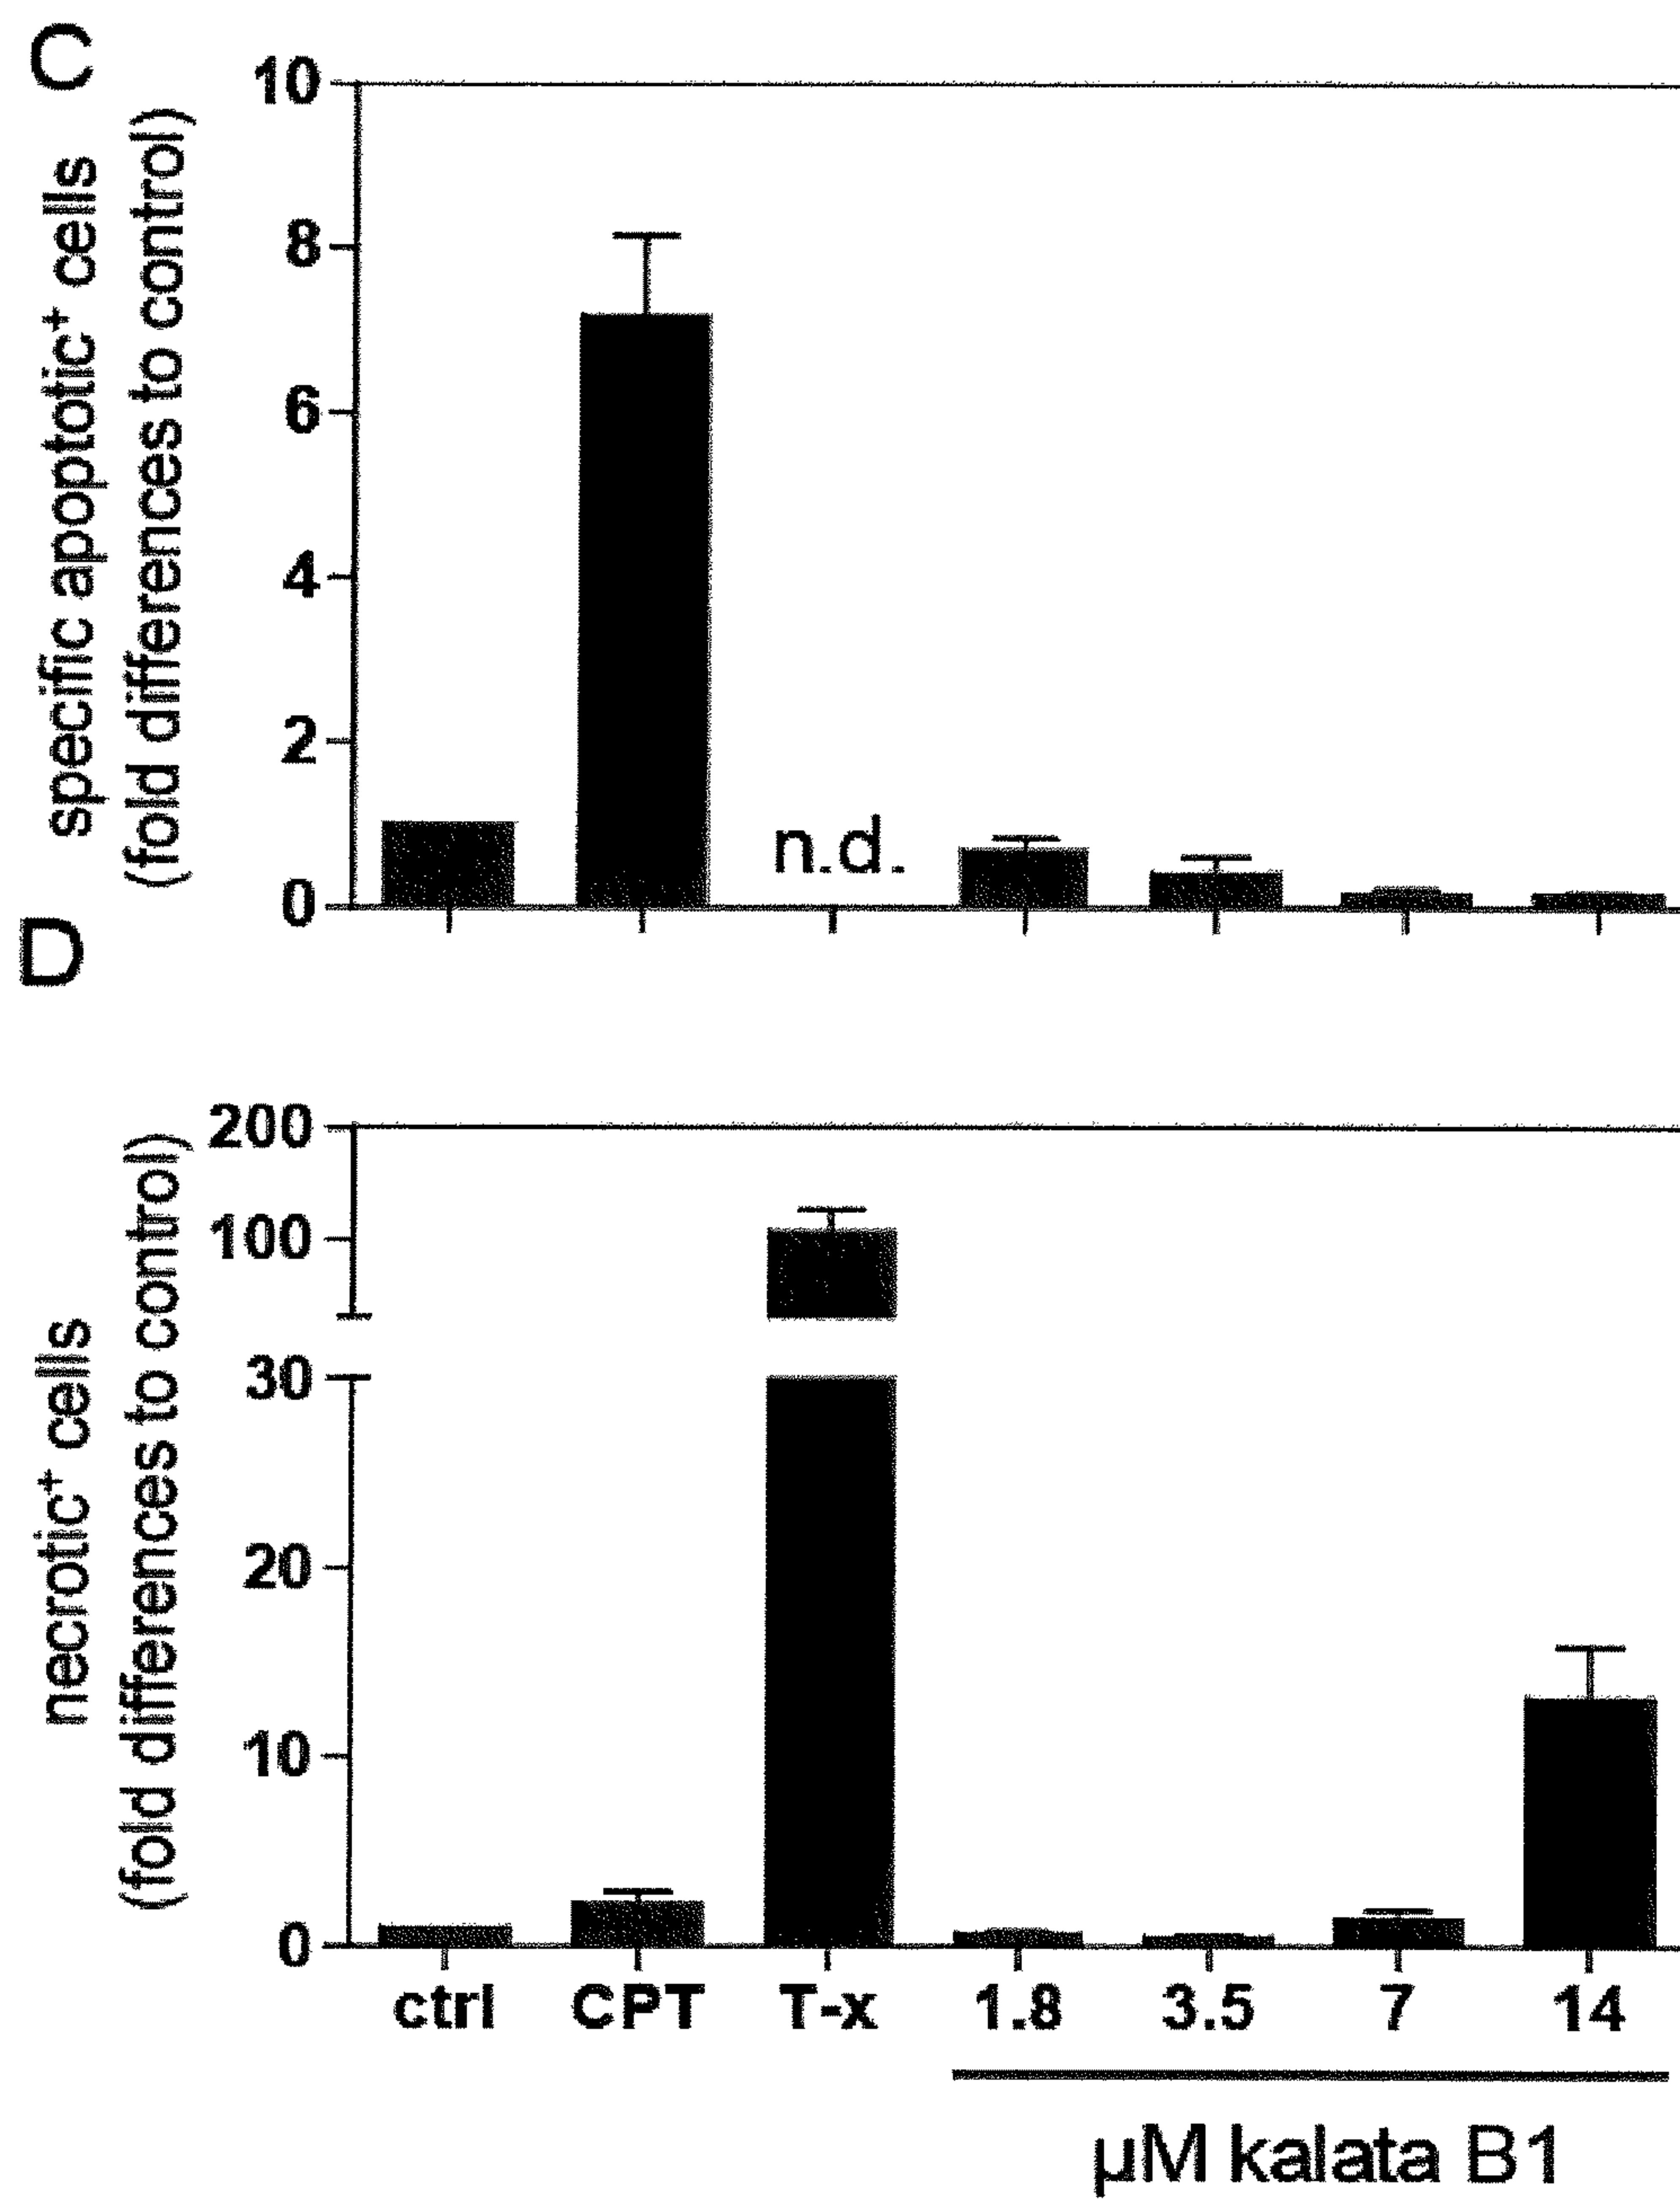 C
specific apoptotic⁺ cells
(fold differences to control)
10
8
6
4
2
0
n.d.
D
necrotic⁺ cells
(fold differences to control)
200
100
30
20
10
0
ctrl CPT T-x 1.8 3.5 7 14
µM kalata B1